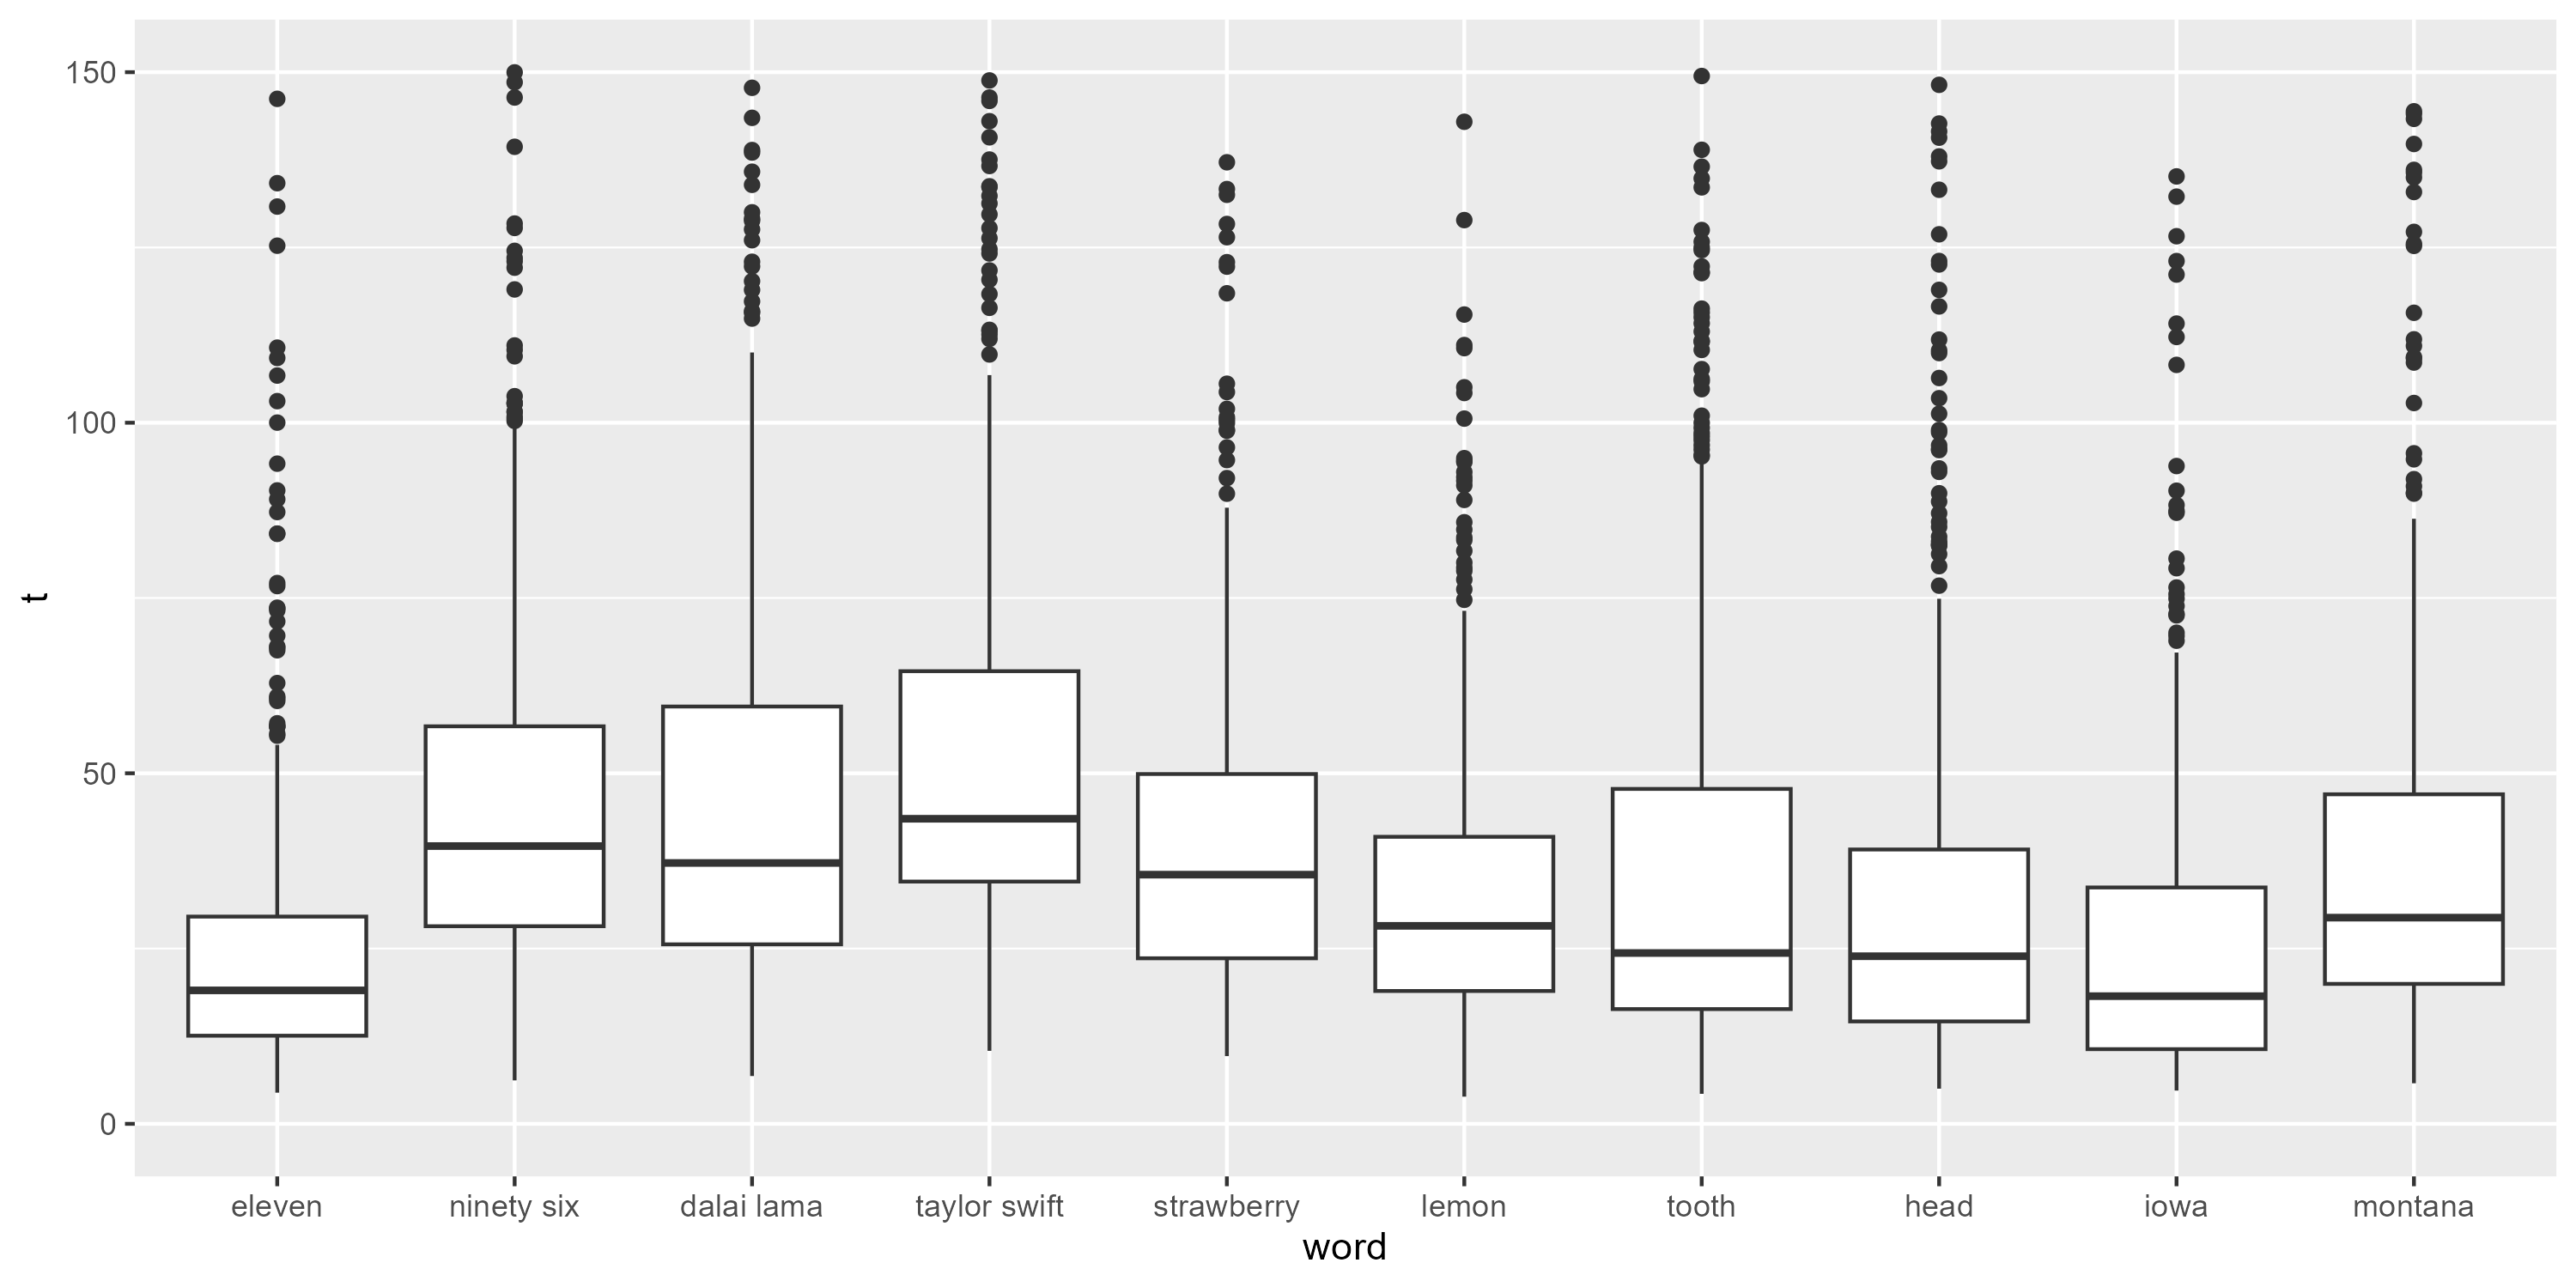 150
100
50
0
t
eleven ninety six dalai lama taylor swift strawberry lemon tooth head iowa montana
word